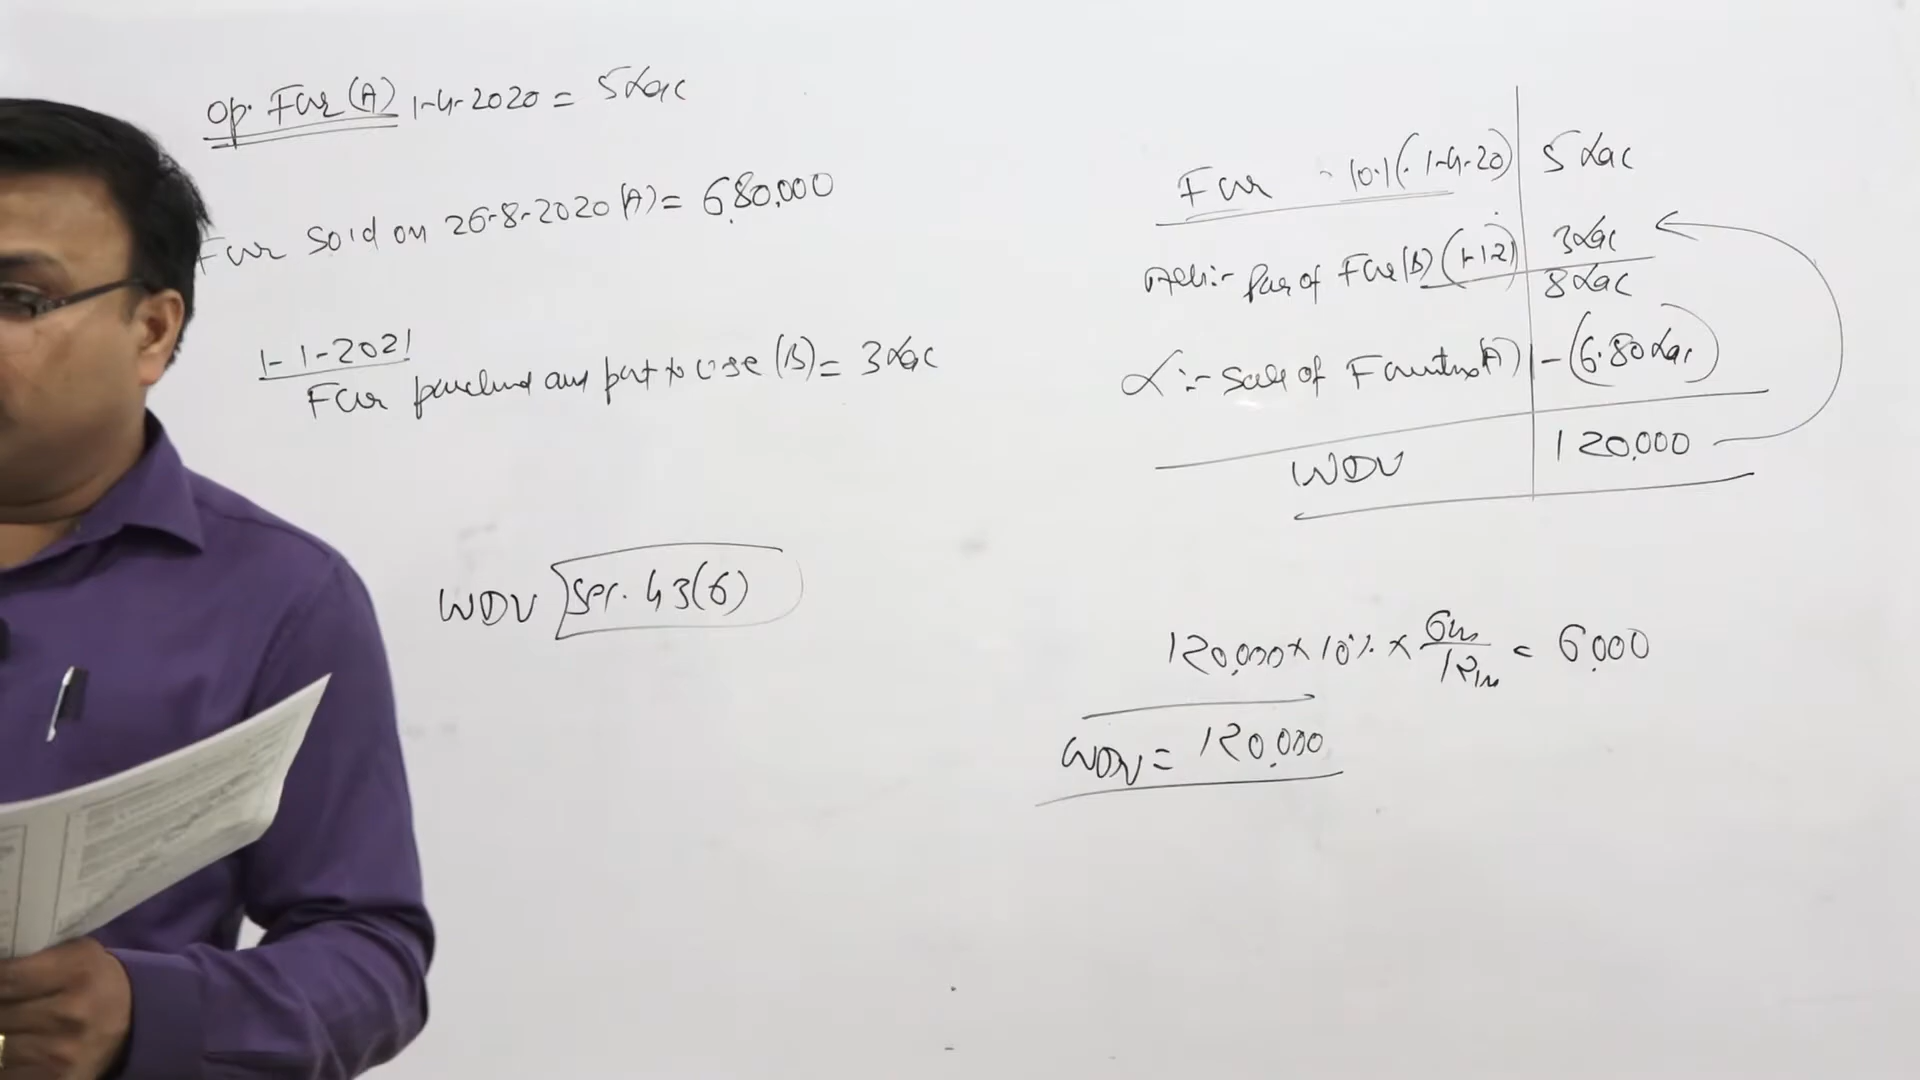 Op. Fur (A) 1-4-2020 = 5 Lac
Fur Sold on 26-8-2020 (A) = 6,80,000
1-1-2021
Fur purchased and put to use (B) = 3 Lac
WDV Sec. 43(6)
Fur - 10% (1-4-20) 5 Lac
Add:- Pur of Fur (B) (1-1-21) 3 Lac
8 Lac
L:- Sale of Furniture (A) - (6.80 Lac)
WDV 120,000
120,000 × 10% × 6m/12m = 6,000
WDV = 120,000